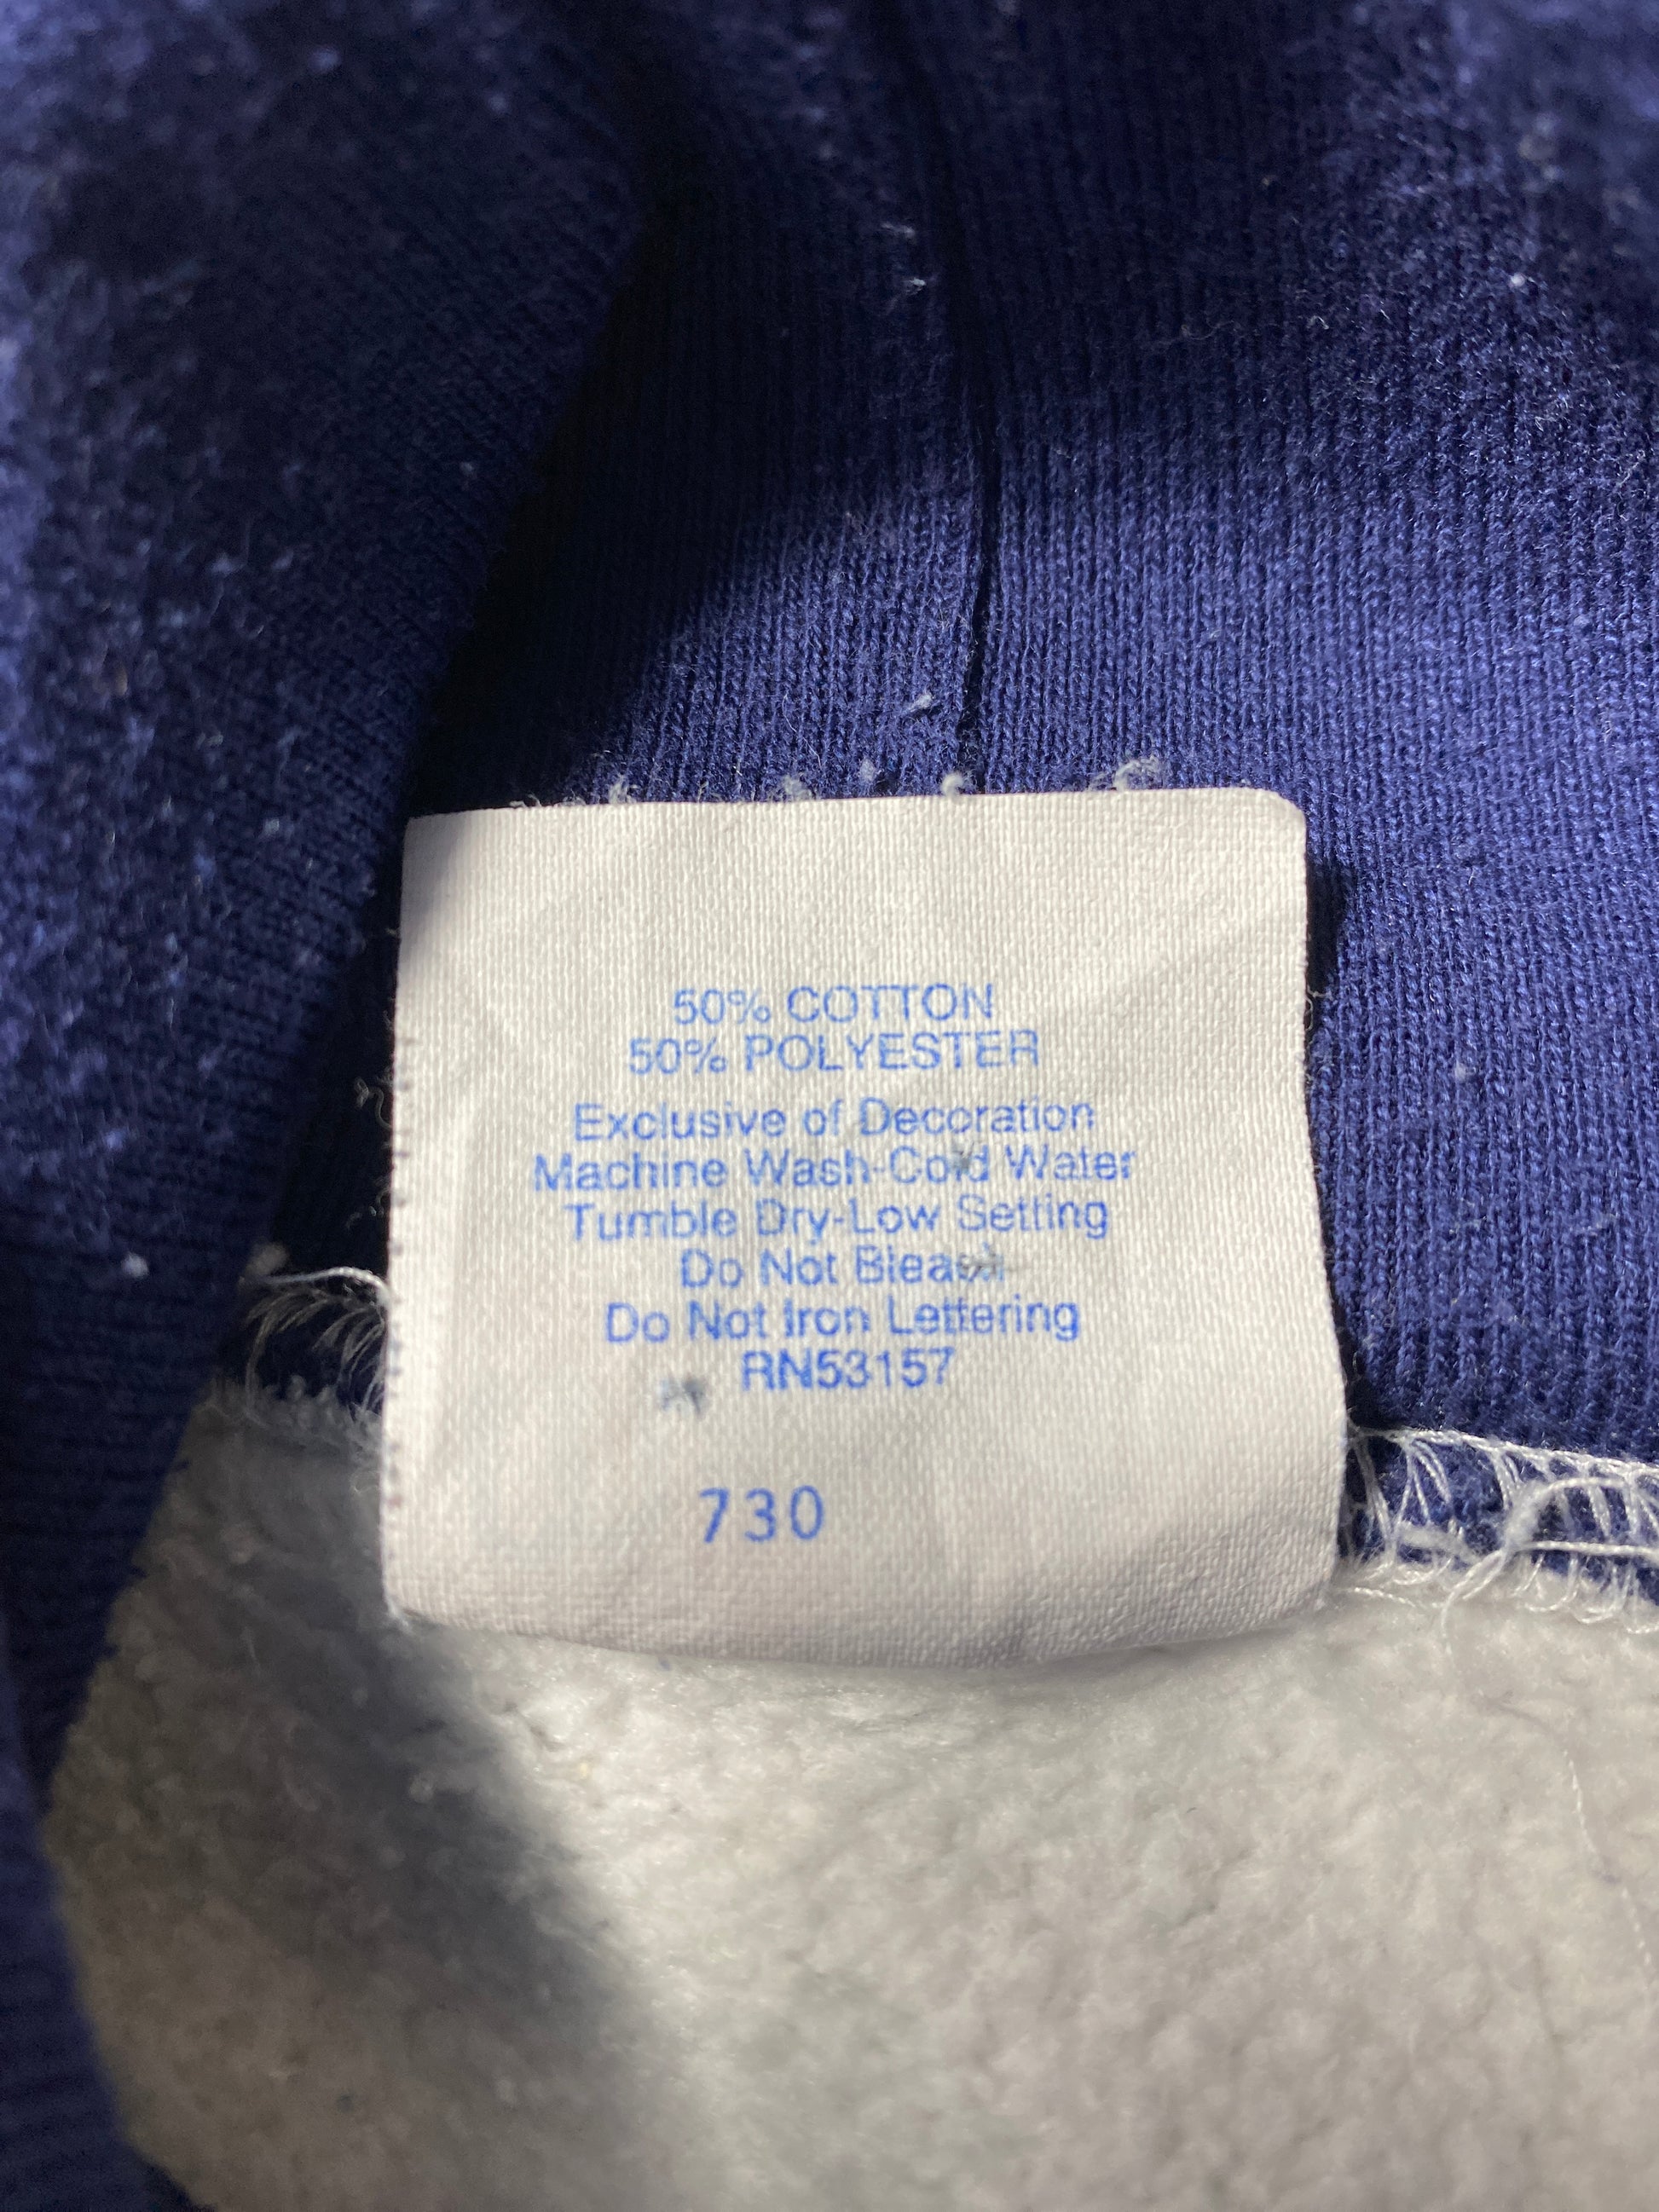 50% COTTON
50% POLYESTER
Exclusive of Decoration
Machine Wash-Cold Water
Tumble Dry-Low Setting
Do Not Bleach
Do Not Iron Lettering
RN53157
730